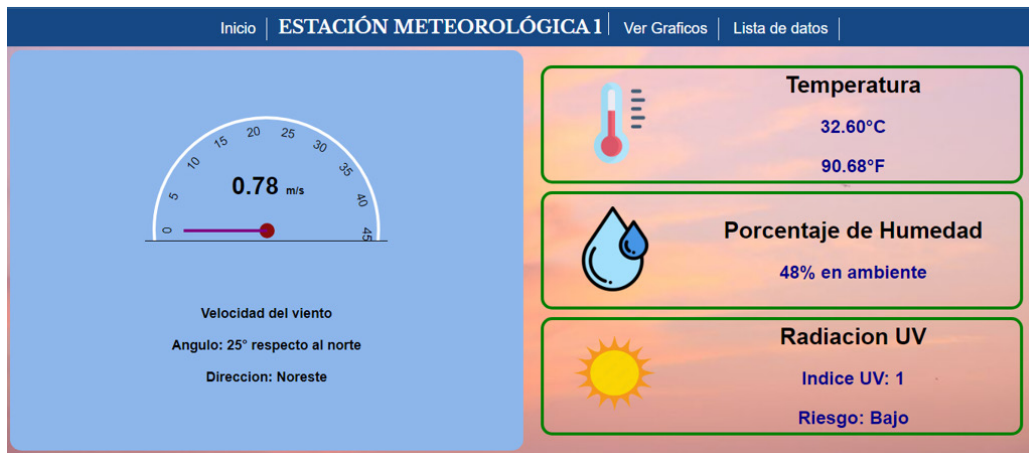 Inicio ESTACIÓN METEOROLÓGICA 1 Ver Graficos Lista de datos
0 5 10 15 20 25 30 35 40 45
0.78 m/s
Velocidad del viento
Angulo: 25° respecto al norte
Direccion: Noreste
Temperatura
32.60°C
90.68°F
Porcentaje de Humedad
48% en ambiente
Radiacion UV
Indice UV: 1
Riesgo: Bajo